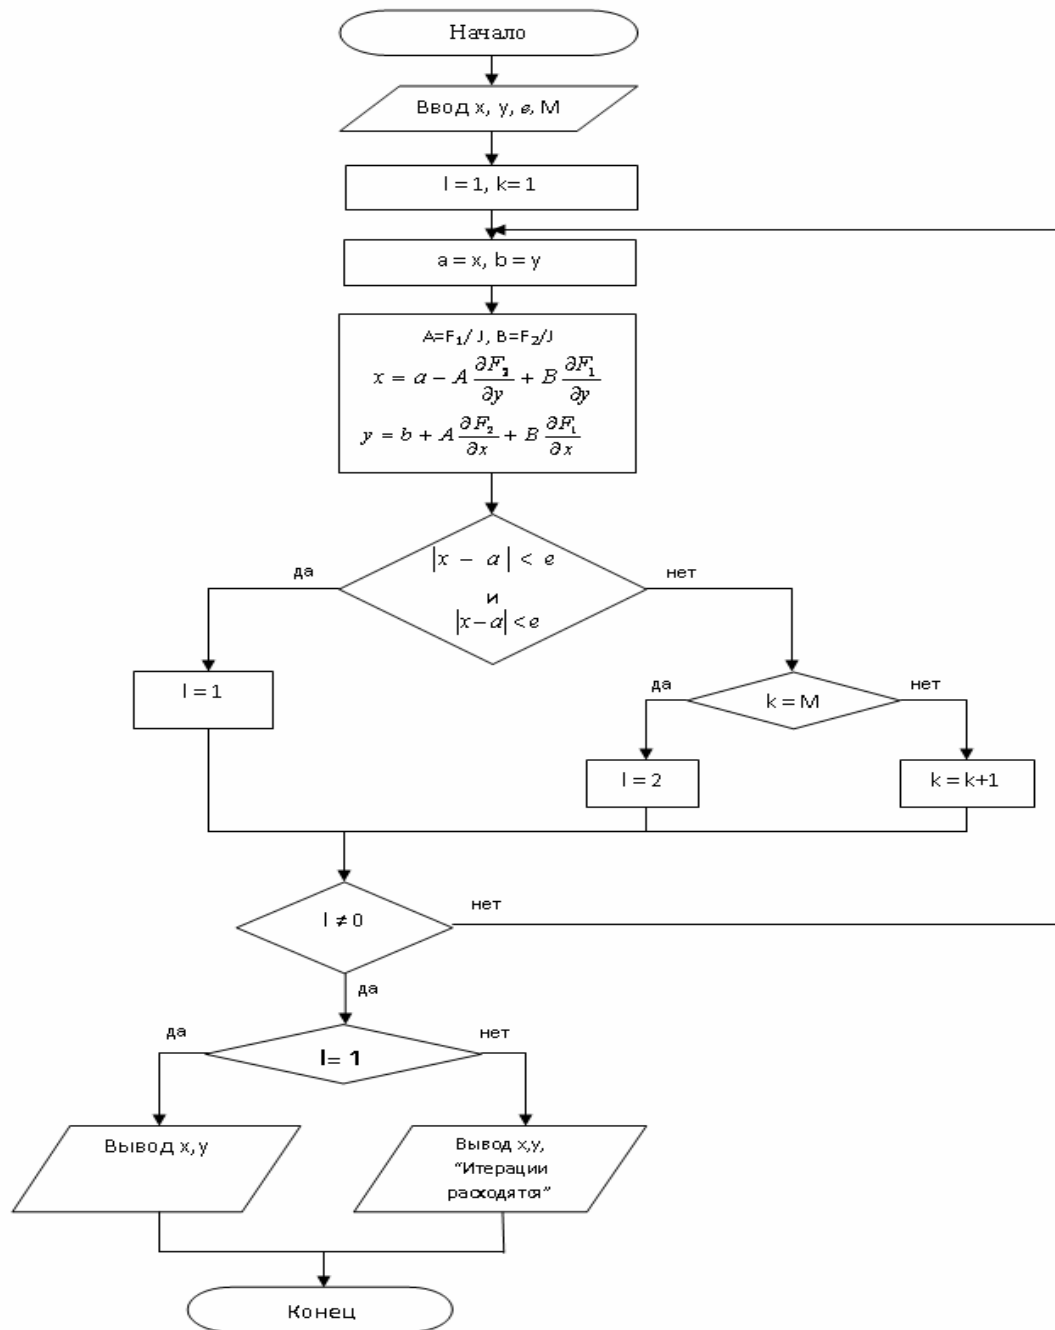 Начало
Ввод x, y, e, M
l = 1, k= 1
a = x, b = y
A=F₁/ J, B=F₂/J
x = a − A ∂F₂/∂y + B ∂F₁/∂y
y = b + A ∂F₂/∂x + B ∂F₁/∂x
|x − a| < e
и
|x−a|<e
да
нет
l = 1
k = M
да
нет
l = 2
k = k+1
l ≠ 0
нет
да
l= 1
да
нет
Вывод x,y
Вывод x,y,
“Итерации
расходятся”
Конец